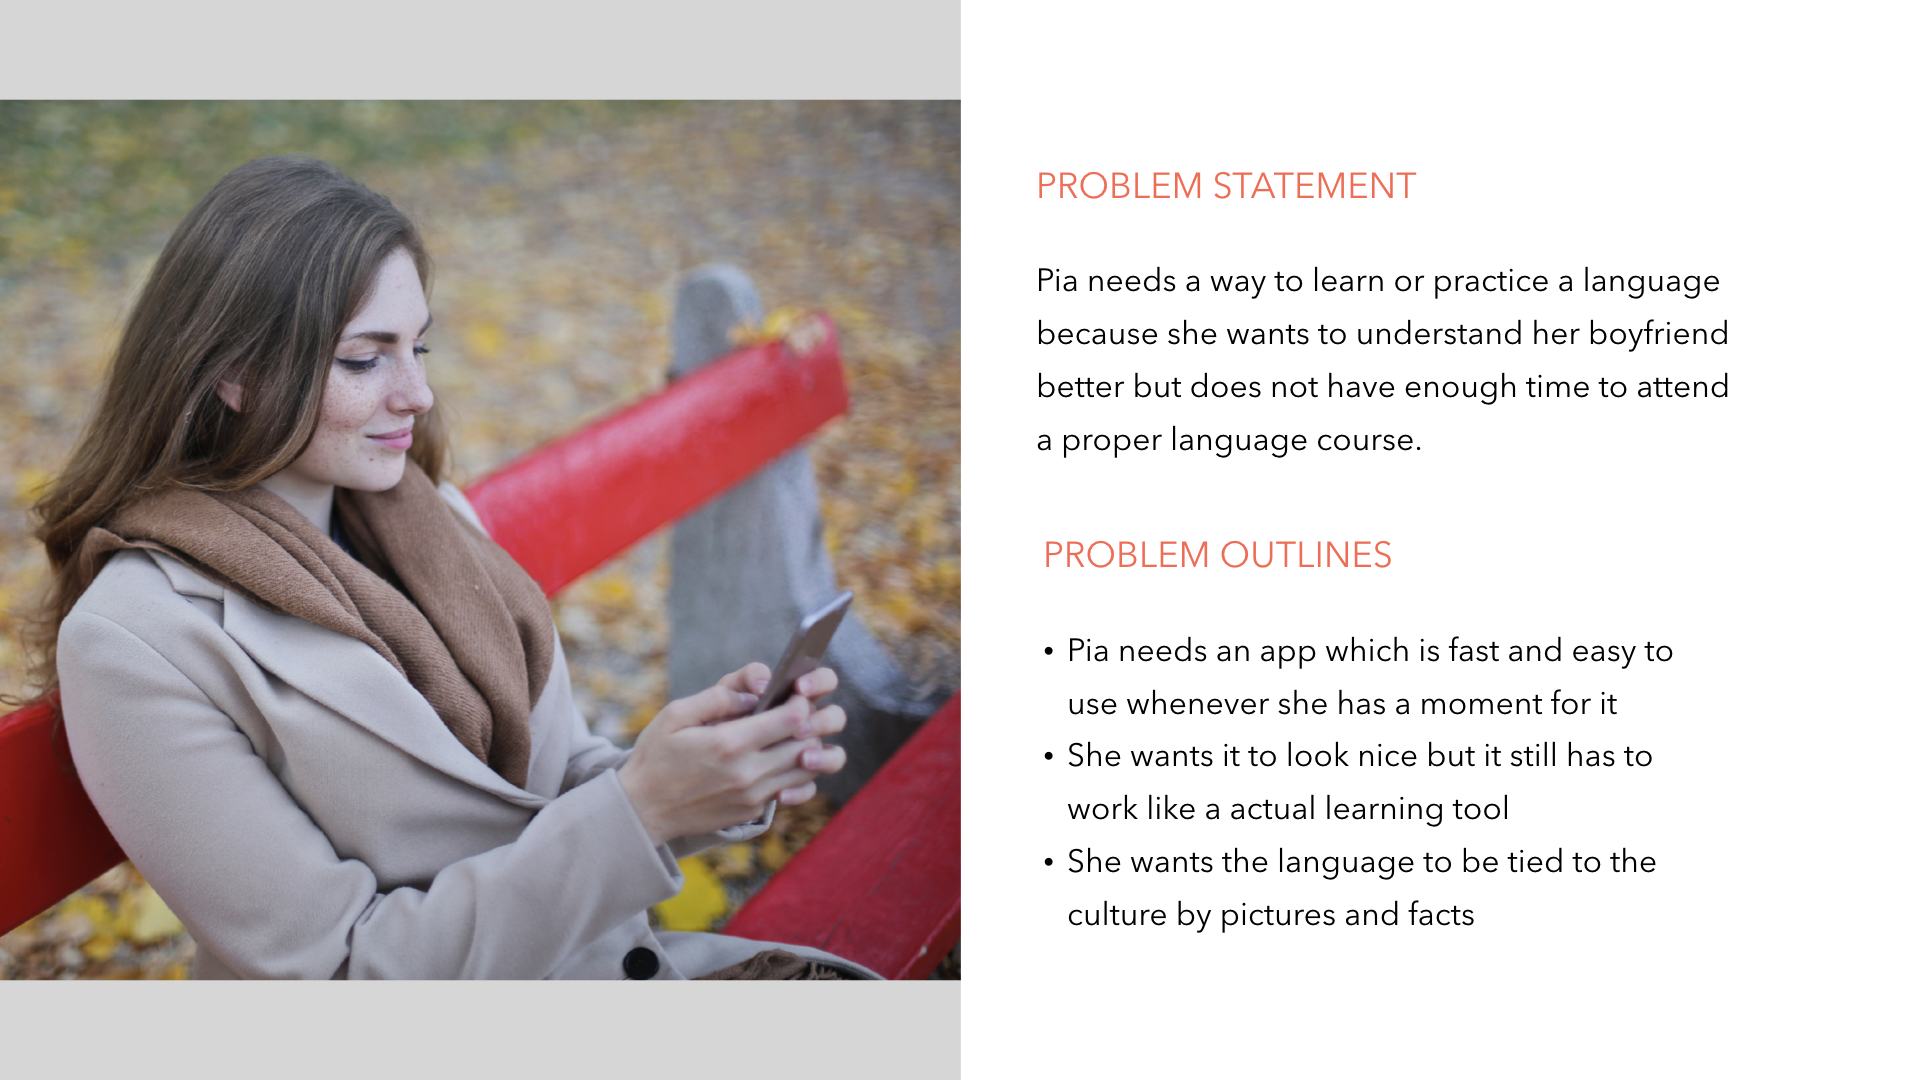 PROBLEM STATEMENT
Pia needs a way to learn or practice a language
because she wants to understand her boyfriend
better but does not have enough time to attend
a proper language course.
PROBLEM OUTLINES
• Pia needs an app which is fast and easy to
use whenever she has a moment for it
• She wants it to look nice but it still has to
work like a actual learning tool
• She wants the language to be tied to the
culture by pictures and facts